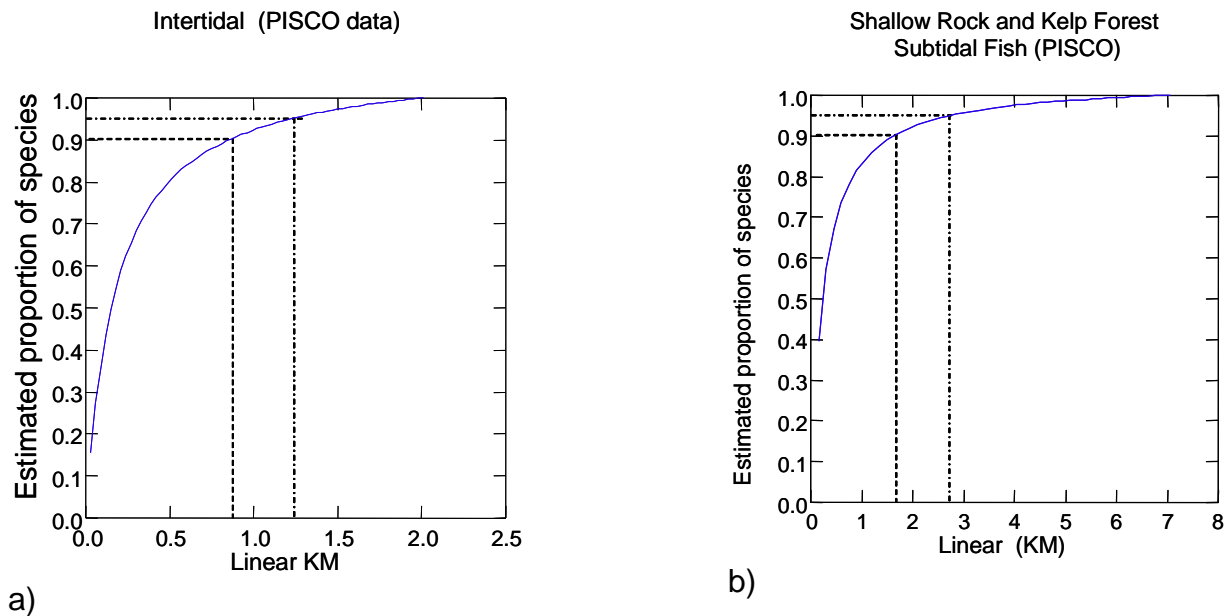 Intertidal (PISCO data)
Estimated proportion of species
1.0
0.9
0.8
0.7
0.6
0.5
0.4
0.3
0.2
0.1
0.0
0.0 0.5 1.0 1.5 2.0 2.5
Linear KM
a)
Shallow Rock and Kelp Forest
Subtidal Fish (PISCO)
Estimated proportion of species
1.0
0.9
0.8
0.7
0.6
0.5
0.4
0.3
0.2
0.1
0.0
0 1 2 3 4 5 6 7 8
Linear (KM)
b)